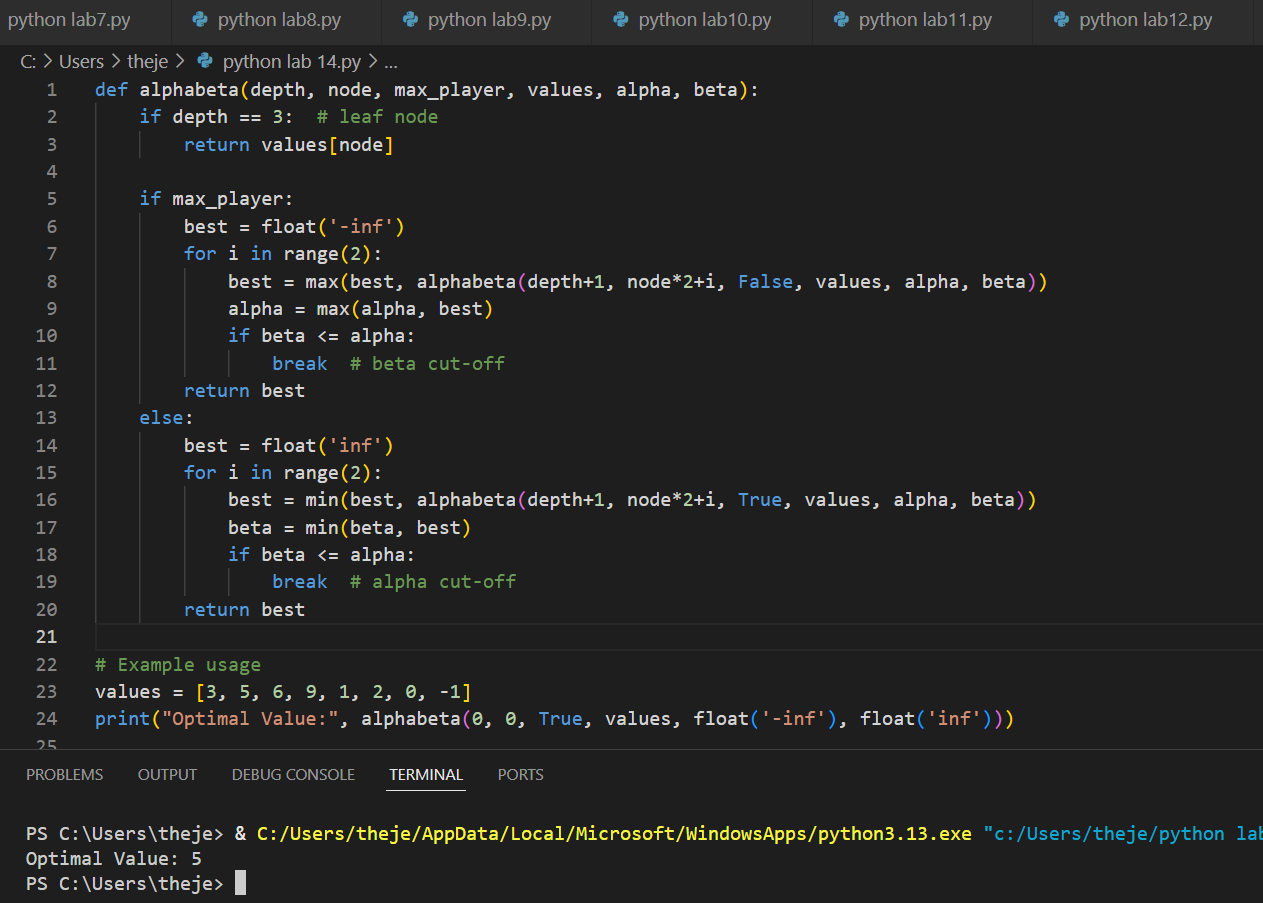 python lab7.py python lab8.py python lab9.py python lab10.py python lab11.py python lab12.py
C: > Users > theje > python lab 14.py > ...
1 def alphabeta(depth, node, max_player, values, alpha, beta):
2     if depth == 3:  # leaf node
3         return values[node]
4
5     if max_player:
6         best = float('-inf')
7         for i in range(2):
8             best = max(best, alphabeta(depth+1, node*2+i, False, values, alpha, beta))
9             alpha = max(alpha, best)
10             if beta <= alpha:
11                 break  # beta cut-off
12         return best
13     else:
14         best = float('inf')
15         for i in range(2):
16             best = min(best, alphabeta(depth+1, node*2+i, True, values, alpha, beta))
17             beta = min(beta, best)
18             if beta <= alpha:
19                 break  # alpha cut-off
20         return best
21
22 # Example usage
23 values = [3, 5, 6, 9, 1, 2, 0, -1]
24 print("Optimal Value:", alphabeta(0, 0, True, values, float('-inf'), float('inf')))
25
PROBLEMS OUTPUT DEBUG CONSOLE TERMINAL PORTS
PS C:\Users\theje> & C:/Users/theje/AppData/Local/Microsoft/WindowsApps/python3.13.exe "c:/Users/theje/python lab
Optimal Value: 5
PS C:\Users\theje>